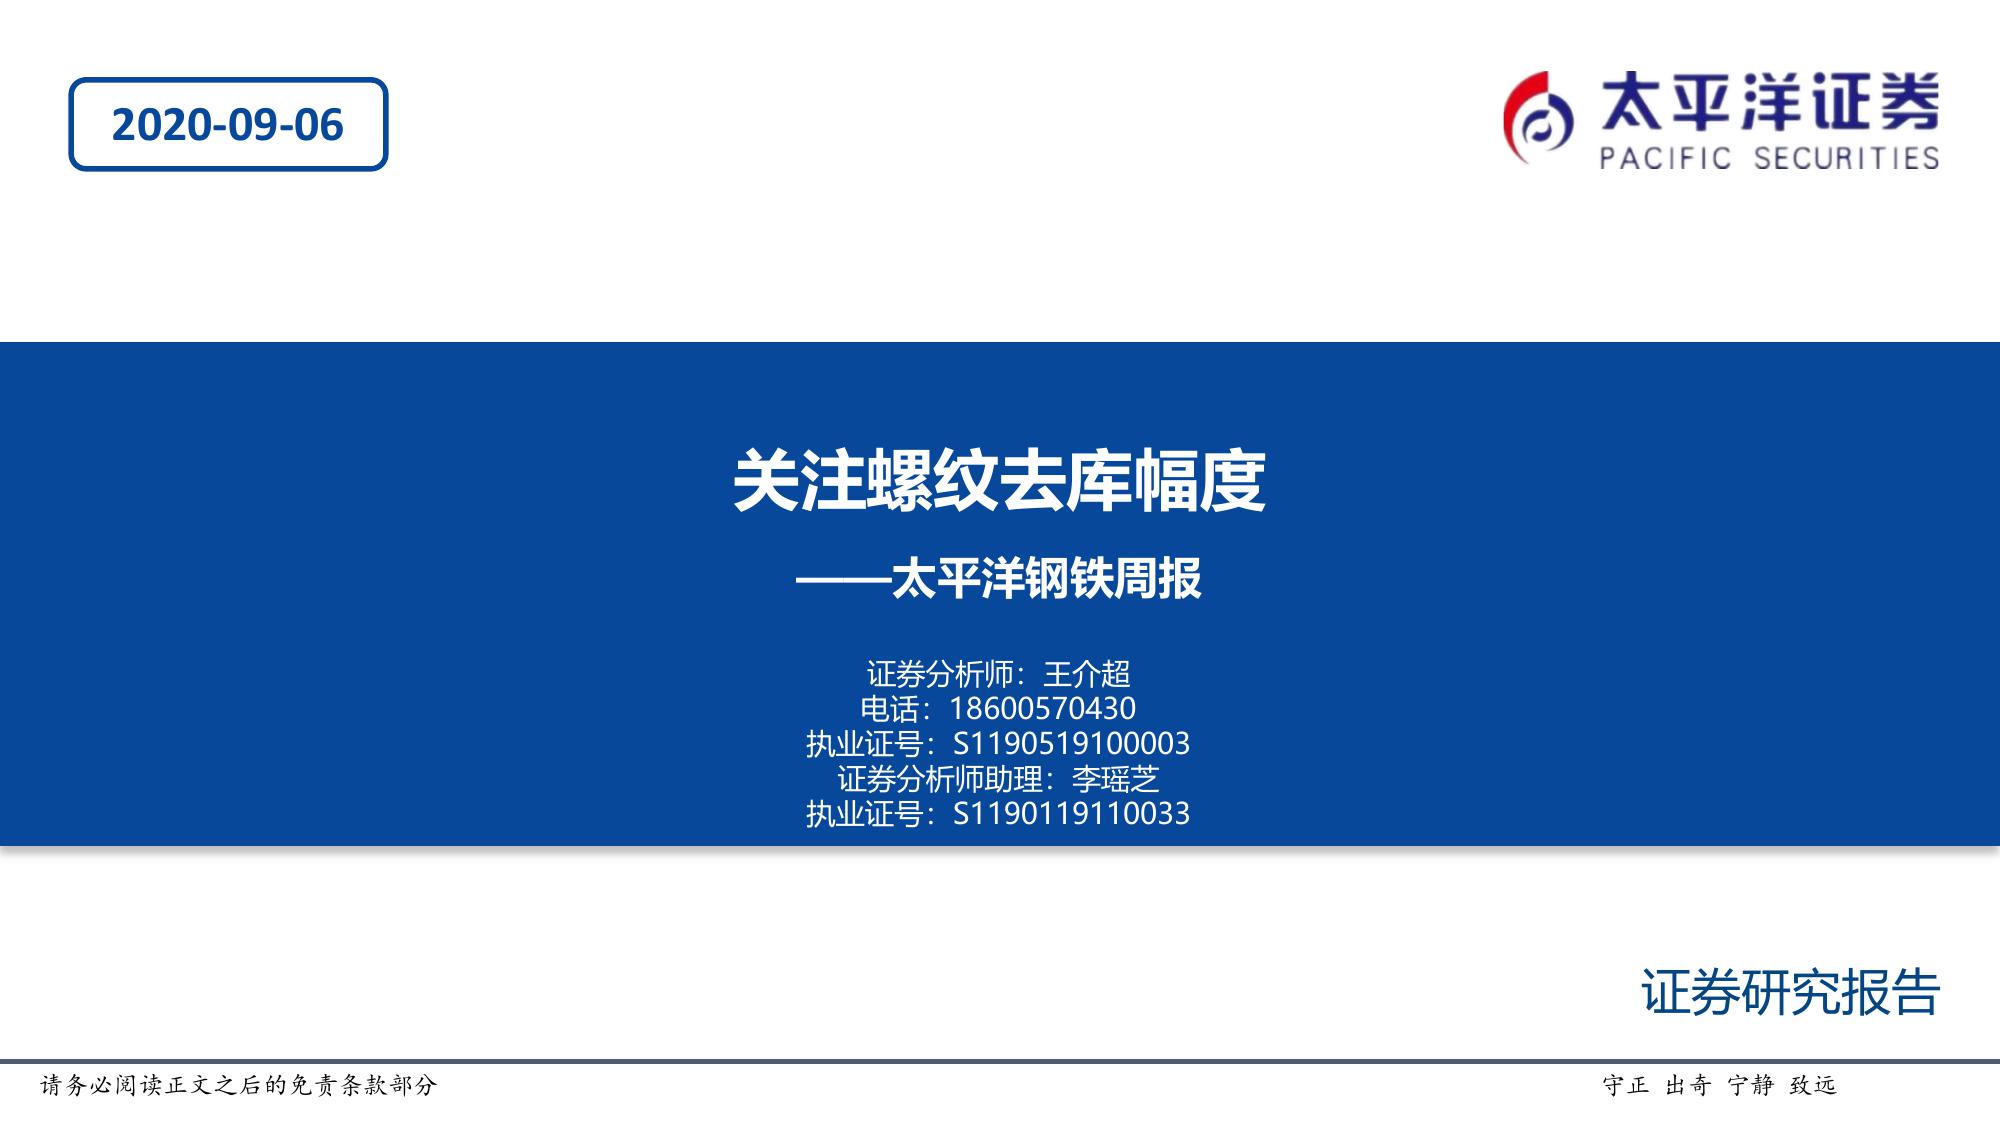 2020-09-06
太平洋证券
PACIFIC SECURITIES
关注螺纹去库幅度
——太平洋钢铁周报
证券分析师：王介超
电话：18600570430
执业证号：S1190519100003
证券分析师助理：李瑶芝
执业证号：S1190119110033
证券研究报告
请务必阅读正文之后的免责条款部分
守正 出奇 宁静 致远